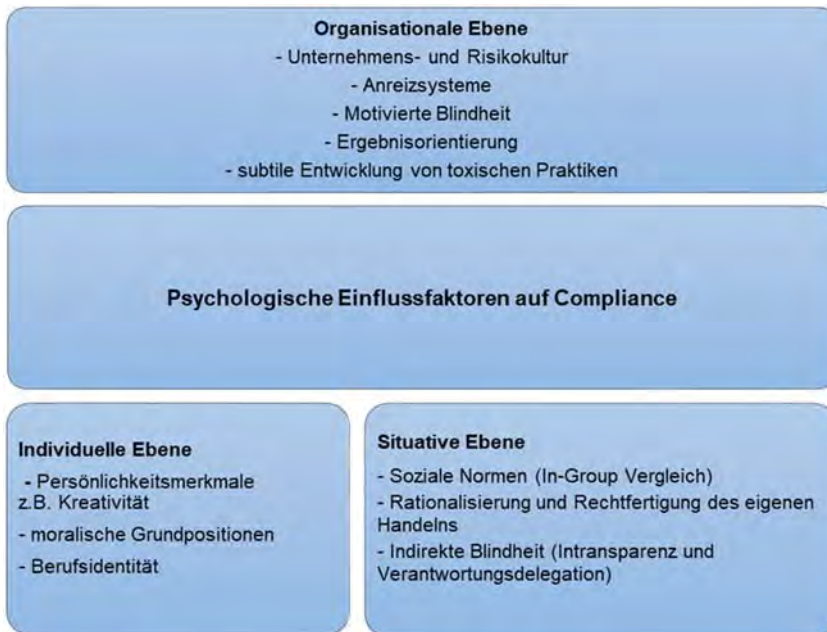 Organisationale Ebene
- Unternehmens- und Risikokultur
- Anreizsysteme
- Motivierte Blindheit
- Ergebnisorientierung
- subtile Entwicklung von toxischen Praktiken
Psychologische Einflussfaktoren auf Compliance
Individuelle Ebene
- Persönlichkeitsmerkmale
z.B. Kreativität
- moralische Grundpositionen
- Berufsidentität
Situative Ebene
- Soziale Normen (In-Group Vergleich)
- Rationalisierung und Rechtfertigung des eigenen
Handelns
- Indirekte Blindheit (Intransparenz und
Verantwortungsdelegation)